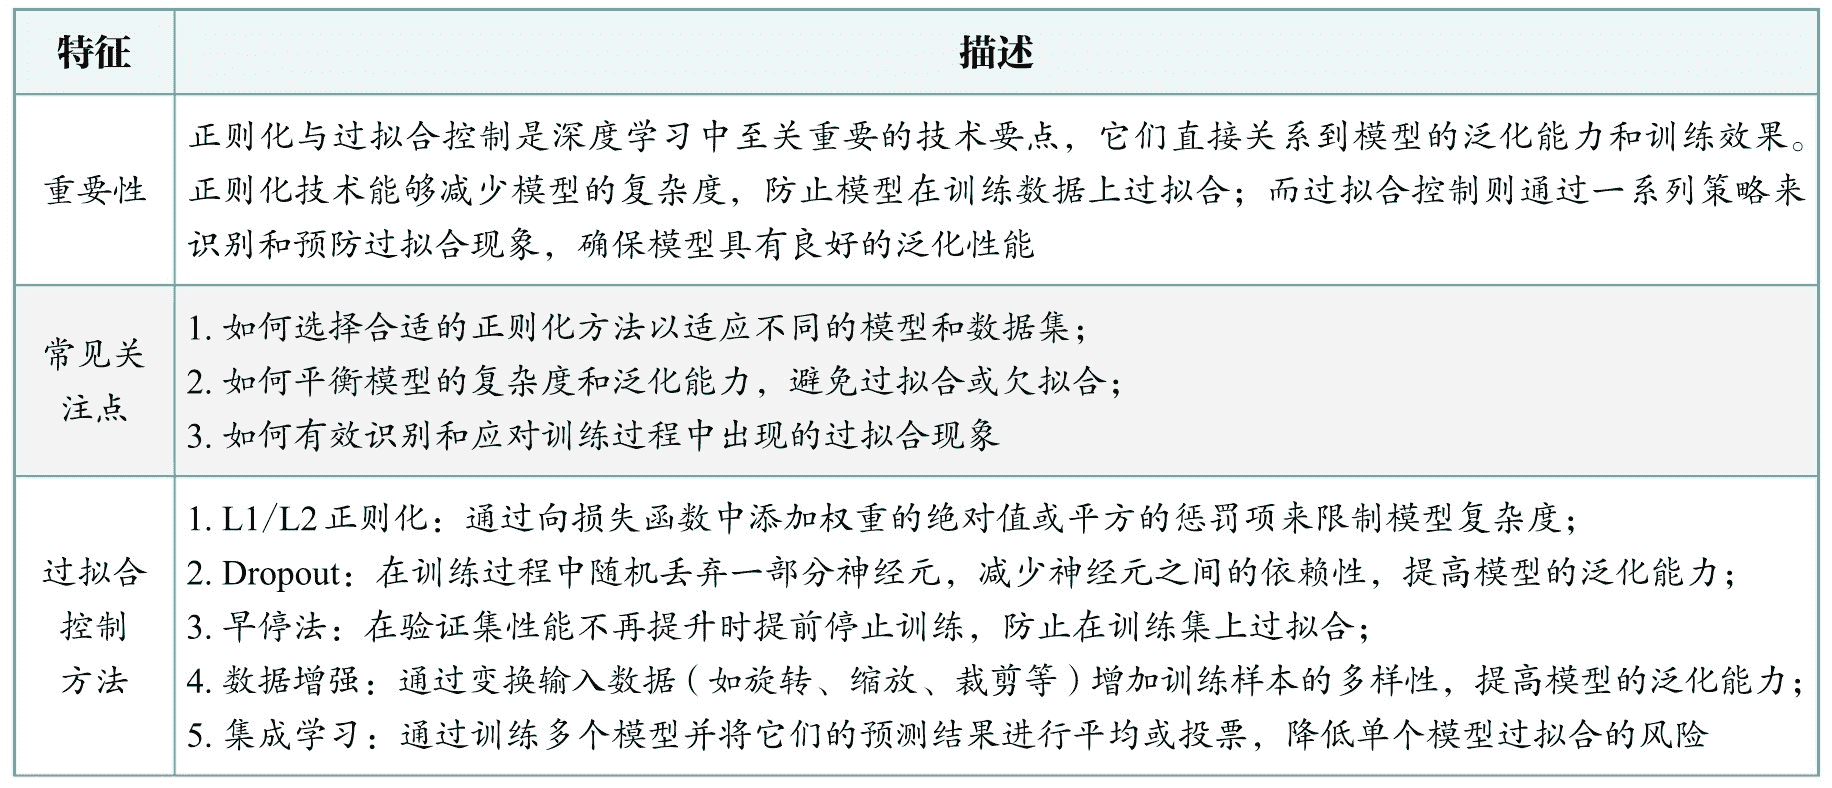 特征
描述
重要性
正则化与过拟合控制是深度学习中至关重要的技术要点，它们直接关系到模型的泛化能力和训练效果。
正则化技术能够减少模型的复杂度，防止模型在训练数据上过拟合；而过拟合控制则通过一系列策略来
识别和预防过拟合现象，确保模型具有良好的泛化性能
常见关
注点
1. 如何选择合适的正则化方法以适应不同的模型和数据集；
2. 如何平衡模型的复杂度和泛化能力，避免过拟合或欠拟合；
3. 如何有效识别和应对训练过程中出现的过拟合现象
过拟合
控制
方法
1. L1/L2正则化：通过向损失函数中添加权重的绝对值或平方的惩罚项来限制模型复杂度；
2. Dropout：在训练过程中随机丢弃一部分神经元，减少神经元之间的依赖性，提高模型的泛化能力；
3. 早停法：在验证集性能不再提升时提前停止训练，防止在训练集上过拟合；
4. 数据增强：通过变换输入数据（如旋转、缩放、裁剪等）增加训练样本的多样性，提高模型的泛化能力；
5. 集成学习：通过训练多个模型并将它们的预测结果进行平均或投票，降低单个模型过拟合的风险